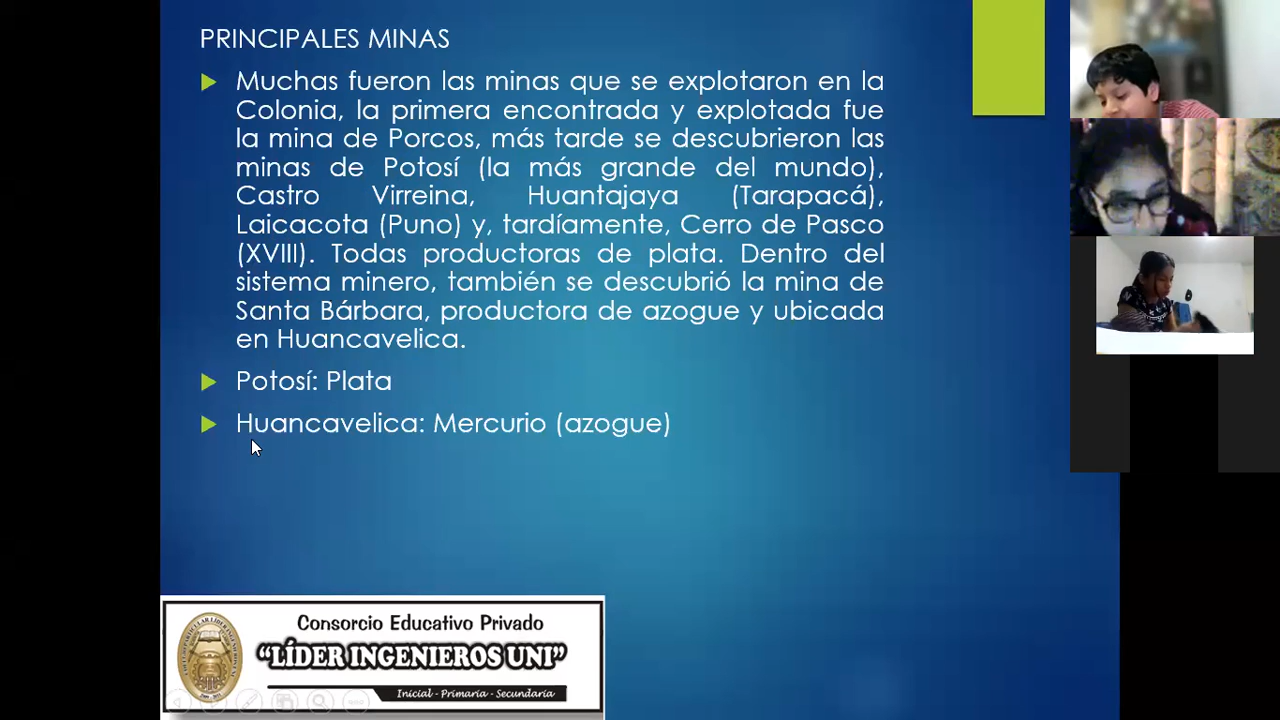 PRINCIPALES MINAS
Muchas fueron las minas que se explotaron en la
Colonia, la primera encontrada y explotada fue
la mina de Porcos, más tarde se descubrieron las
minas de Potosí (la más grande del mundo),
Castro Virreina, Huantajaya (Tarapacá),
Laicacota (Puno) y, tardíamente, Cerro de Pasco
(XVIII). Todas productoras de plata. Dentro del
sistema minero, también se descubrió la mina de
Santa Bárbara, productora de azogue y ubicada
en Huancavelica.
Potosí: Plata
Huancavelica: Mercurio (azogue)
Consorcio Educativo Privado
"LÍDER INGENIEROS UNI"
Inicial - Primaria - Secundaria